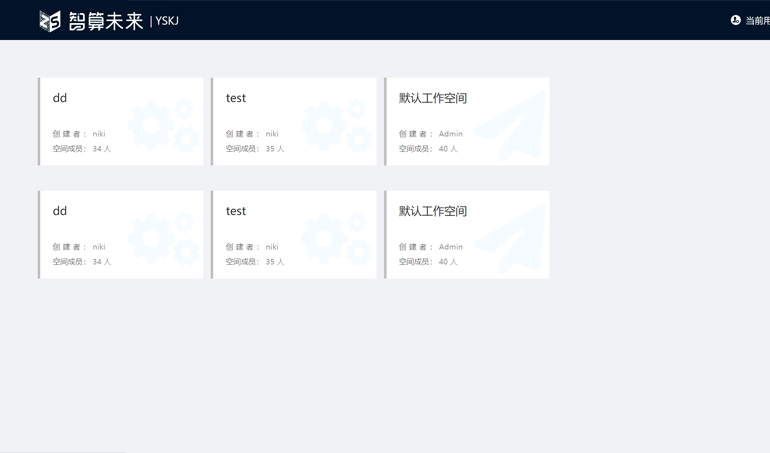 智算未来 | YSKJ
当前用
dd
创 建 者： niki
空间成员： 34 人
test
创 建 者： niki
空间成员： 35 人
默认工作空间
创 建 者： Admin
空间成员： 40 人
dd
创 建 者： niki
空间成员： 34 人
test
创 建 者： niki
空间成员： 35 人
默认工作空间
创 建 者： Admin
空间成员： 40 人